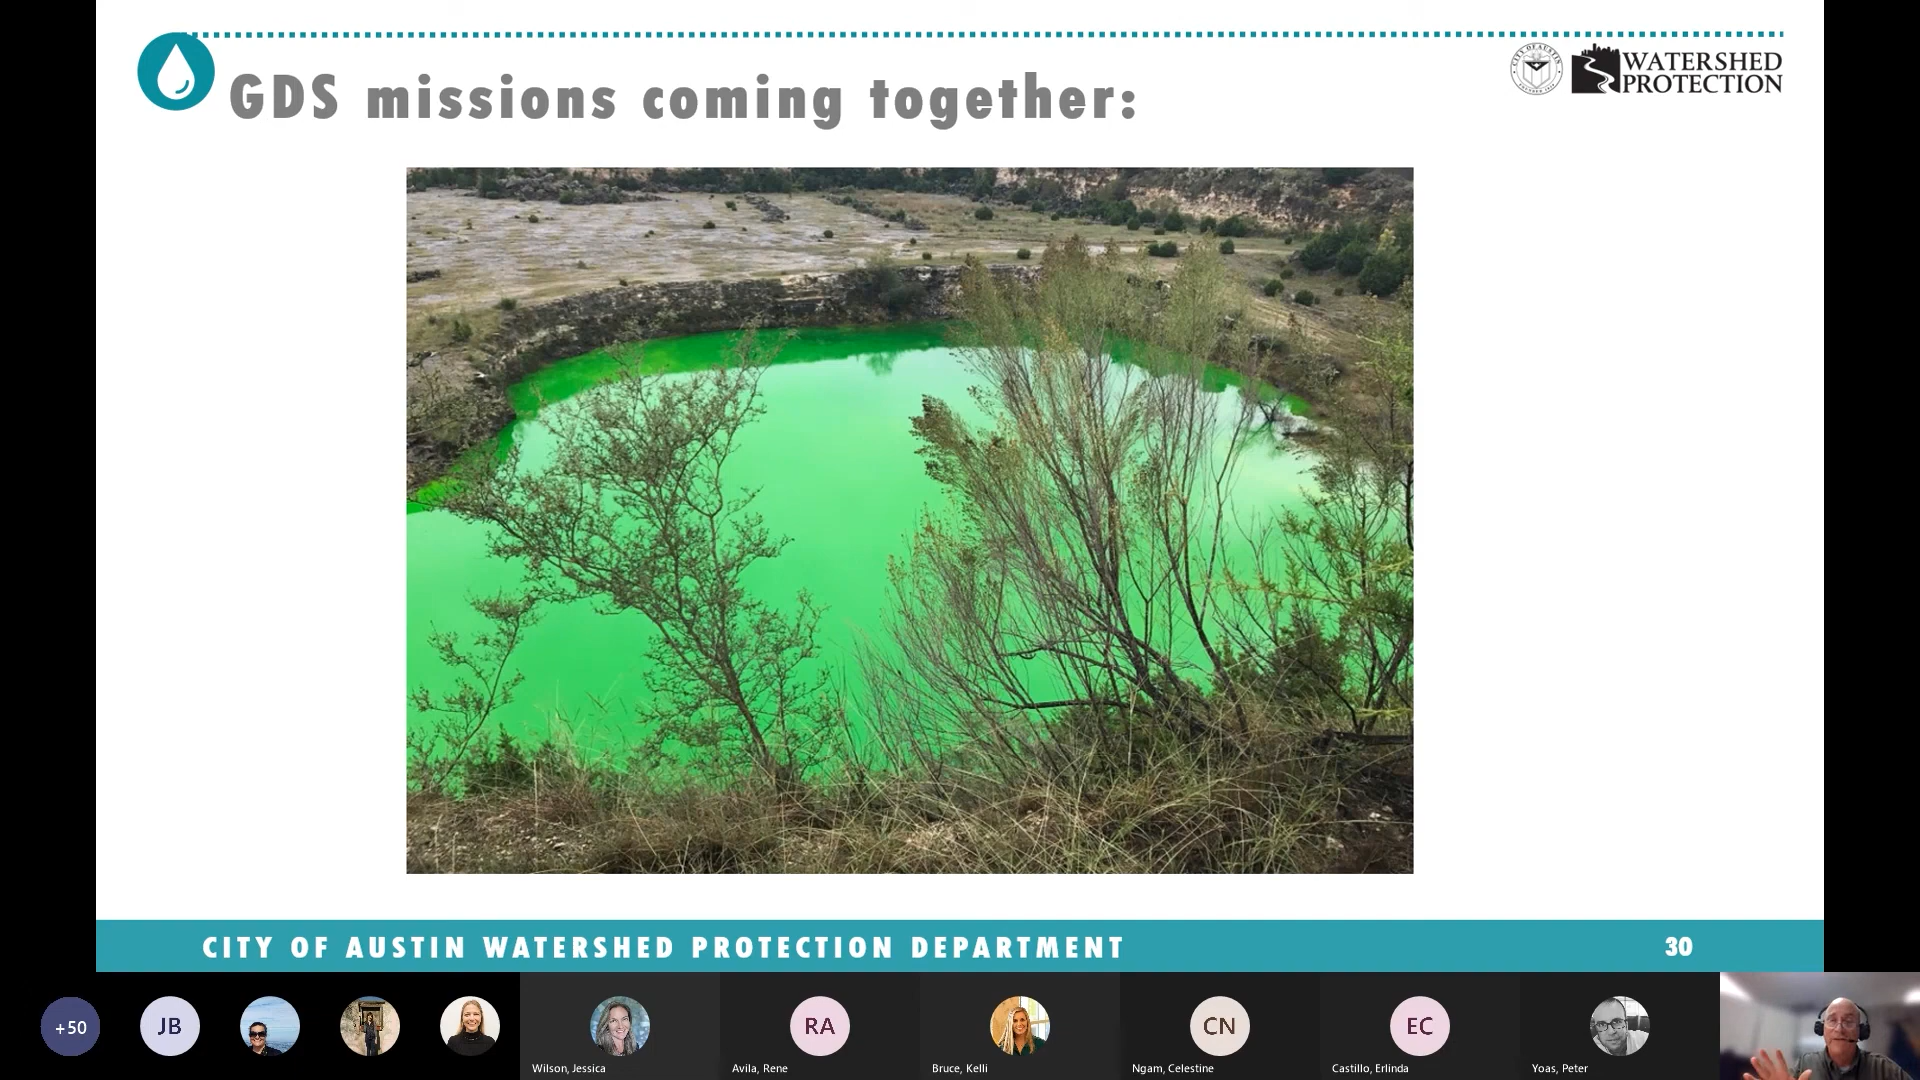 GDS missions coming together:
WATERSHED
PROTECTION
CITY OF AUSTIN WATERSHED PROTECTION DEPARTMENT
30
+50
JB
RA
CN
EC
Wilson, Jessica
Avila, Rene
Bruce, Kelli
Ngam, Celestine
Castillo, Erlinda
Yoas, Peter